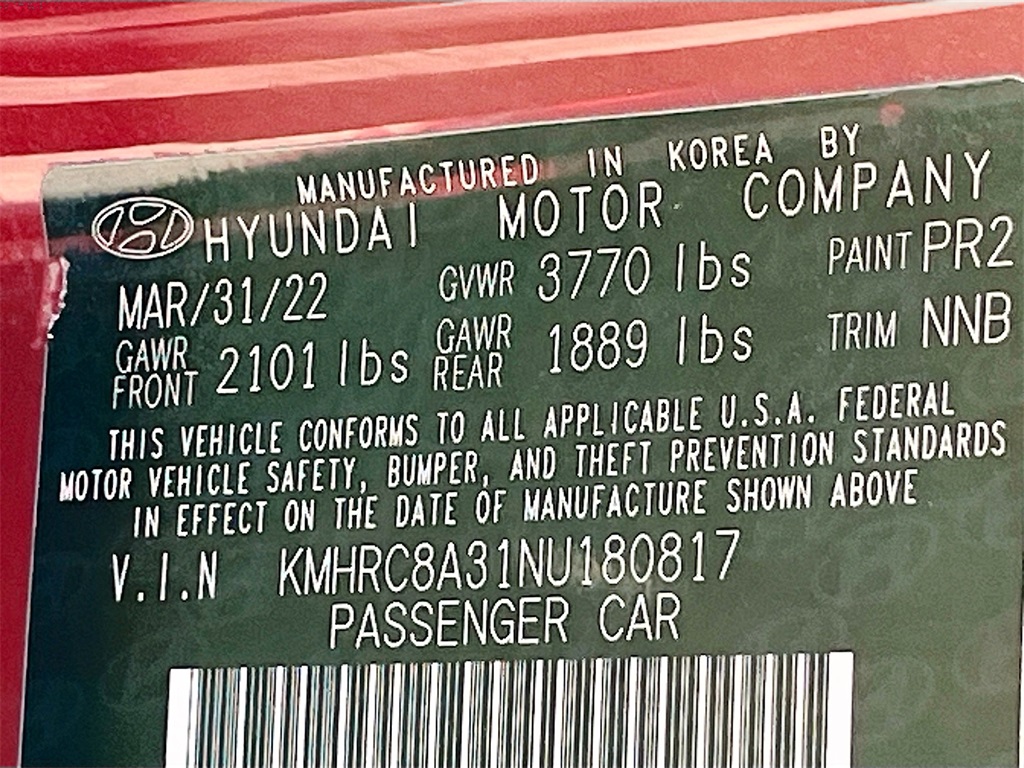 MANUFACTURED IN KOREA BY
HYUNDAI MOTOR COMPANY
MAR/31/22 GVWR 3770 lbs PAINT PR2
GAWR FRONT 2101 lbs GAWR REAR 1889 lbs TRIM NNB
THIS VEHICLE CONFORMS TO ALL APPLICABLE U.S.A. FEDERAL
MOTOR VEHICLE SAFETY, BUMPER, AND THEFT PREVENTION STANDARDS
IN EFFECT ON THE DATE OF MANUFACTURE SHOWN ABOVE
V.I.N KMHRC8A31NU180817
PASSENGER CAR